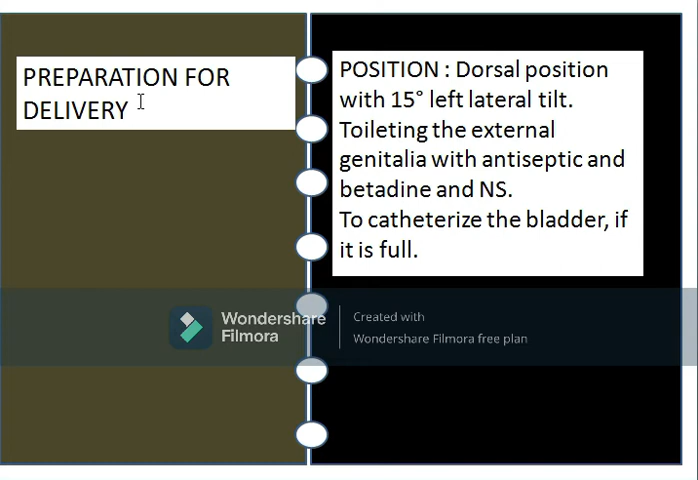 PREPARATION FOR
DELIVERY
POSITION : Dorsal position
with 15° left lateral tilt.
Toileting the external
genitalia with antiseptic and
betadine and NS.
To catheterize the bladder, if
it is full.
Wondershare
Filmora
Created with
Wondershare Filmora free plan